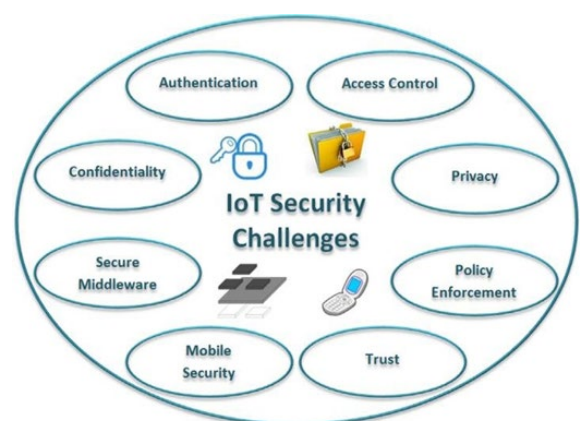 Authentication
Access Control
Confidentiality
IoT Security
Challenges
Privacy
Secure
Middleware
Policy
Enforcement
Mobile
Security
Trust